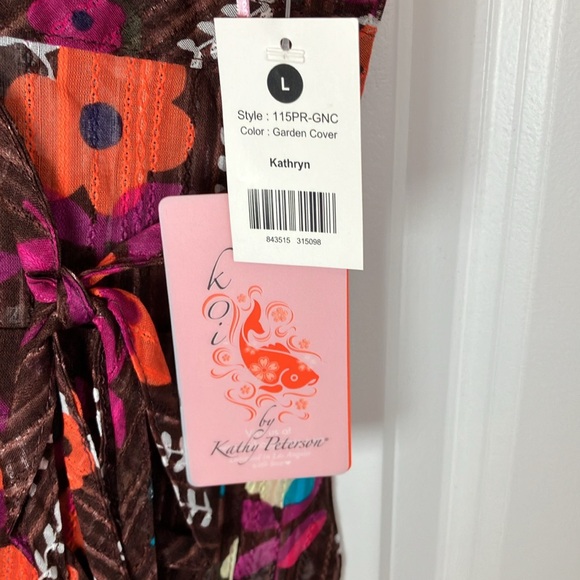 L
Style : 115PR-GNC
Color : Garden Cover
Kathryn
843515 315098
koi
by
Kathy Peterson®